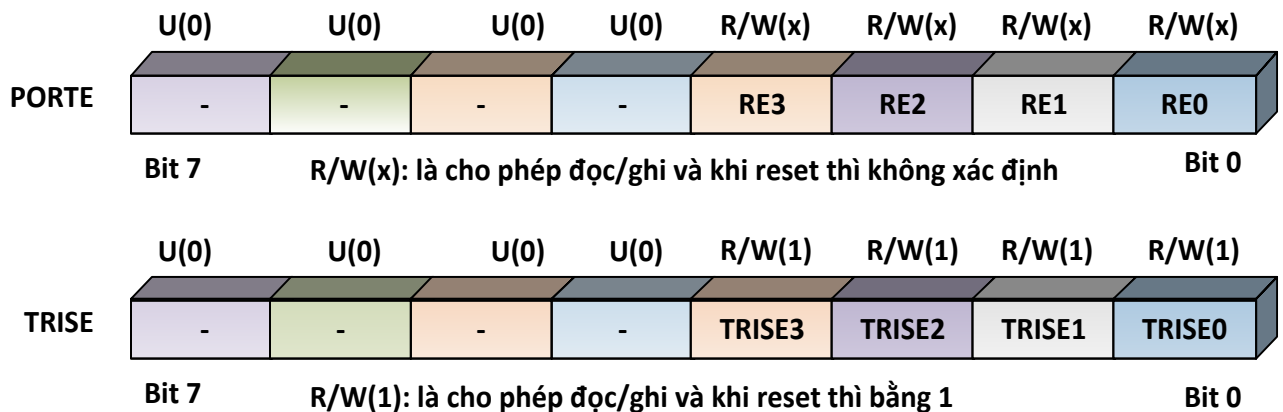 U(0) U(0) U(0) U(0) R/W(x) R/W(x) R/W(x) R/W(x)
PORTE - - - - RE3 RE2 RE1 RE0
Bit 7 R/W(x): là cho phép đọc/ghi và khi reset thì không xác định Bit 0
U(0) U(0) U(0) U(0) R/W(1) R/W(1) R/W(1) R/W(1)
TRISE - - - - TRISE3 TRISE2 TRISE1 TRISE0
Bit 7 R/W(1): là cho phép đọc/ghi và khi reset thì bằng 1 Bit 0